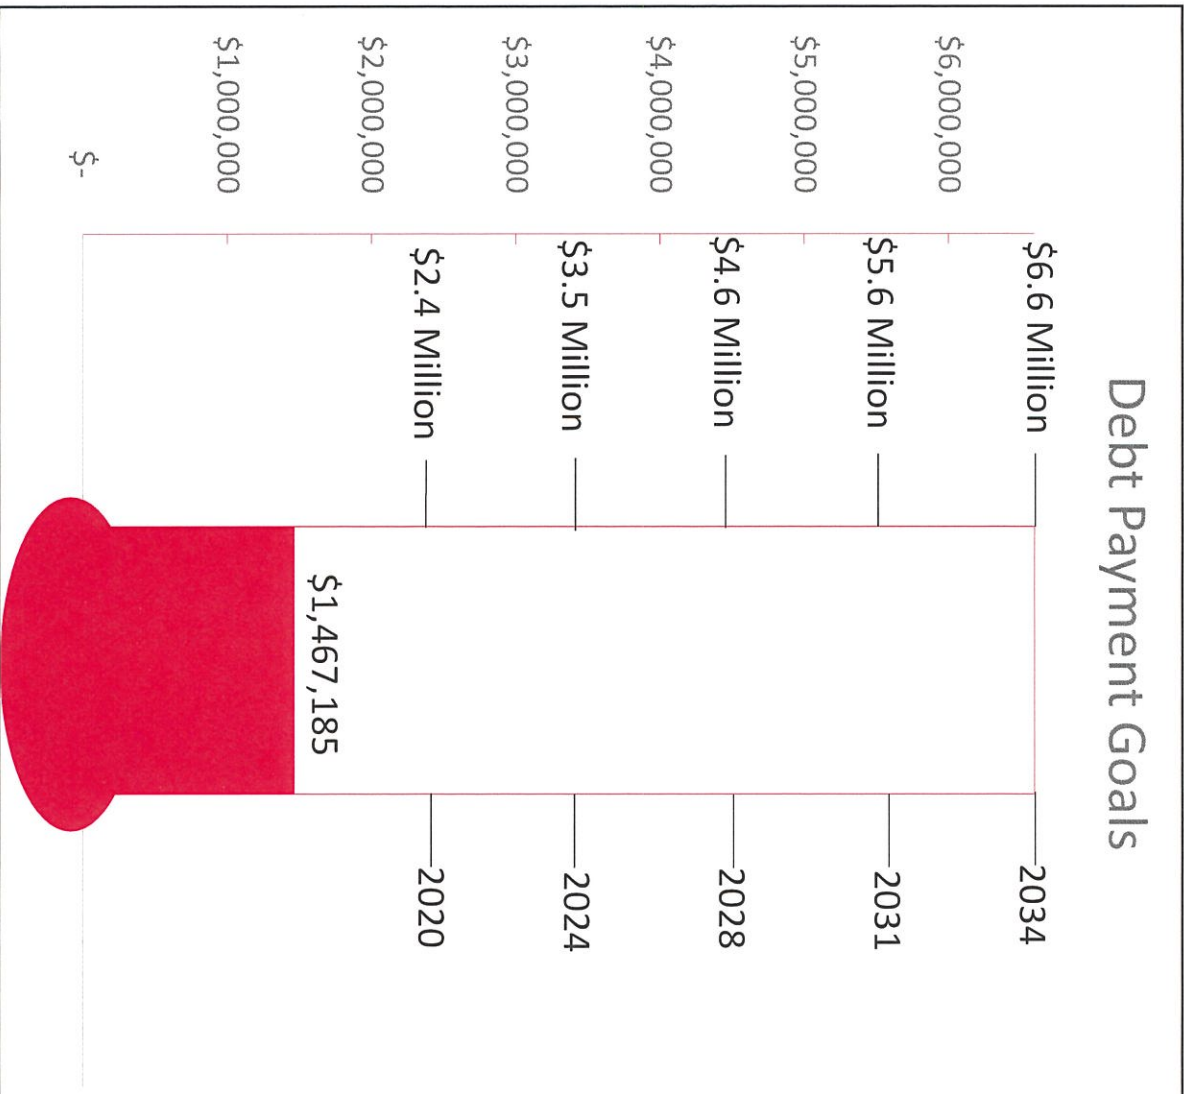 Debt Payment Goals
$6,000,000
$5,000,000
$4,000,000
$3,000,000
$2,000,000
$1,000,000
$-
$6.6 Million
$5.6 Million
$4.6 Million
$3.5 Million
$2.4 Million
$1,467,185
2034
2031
2028
2024
2020